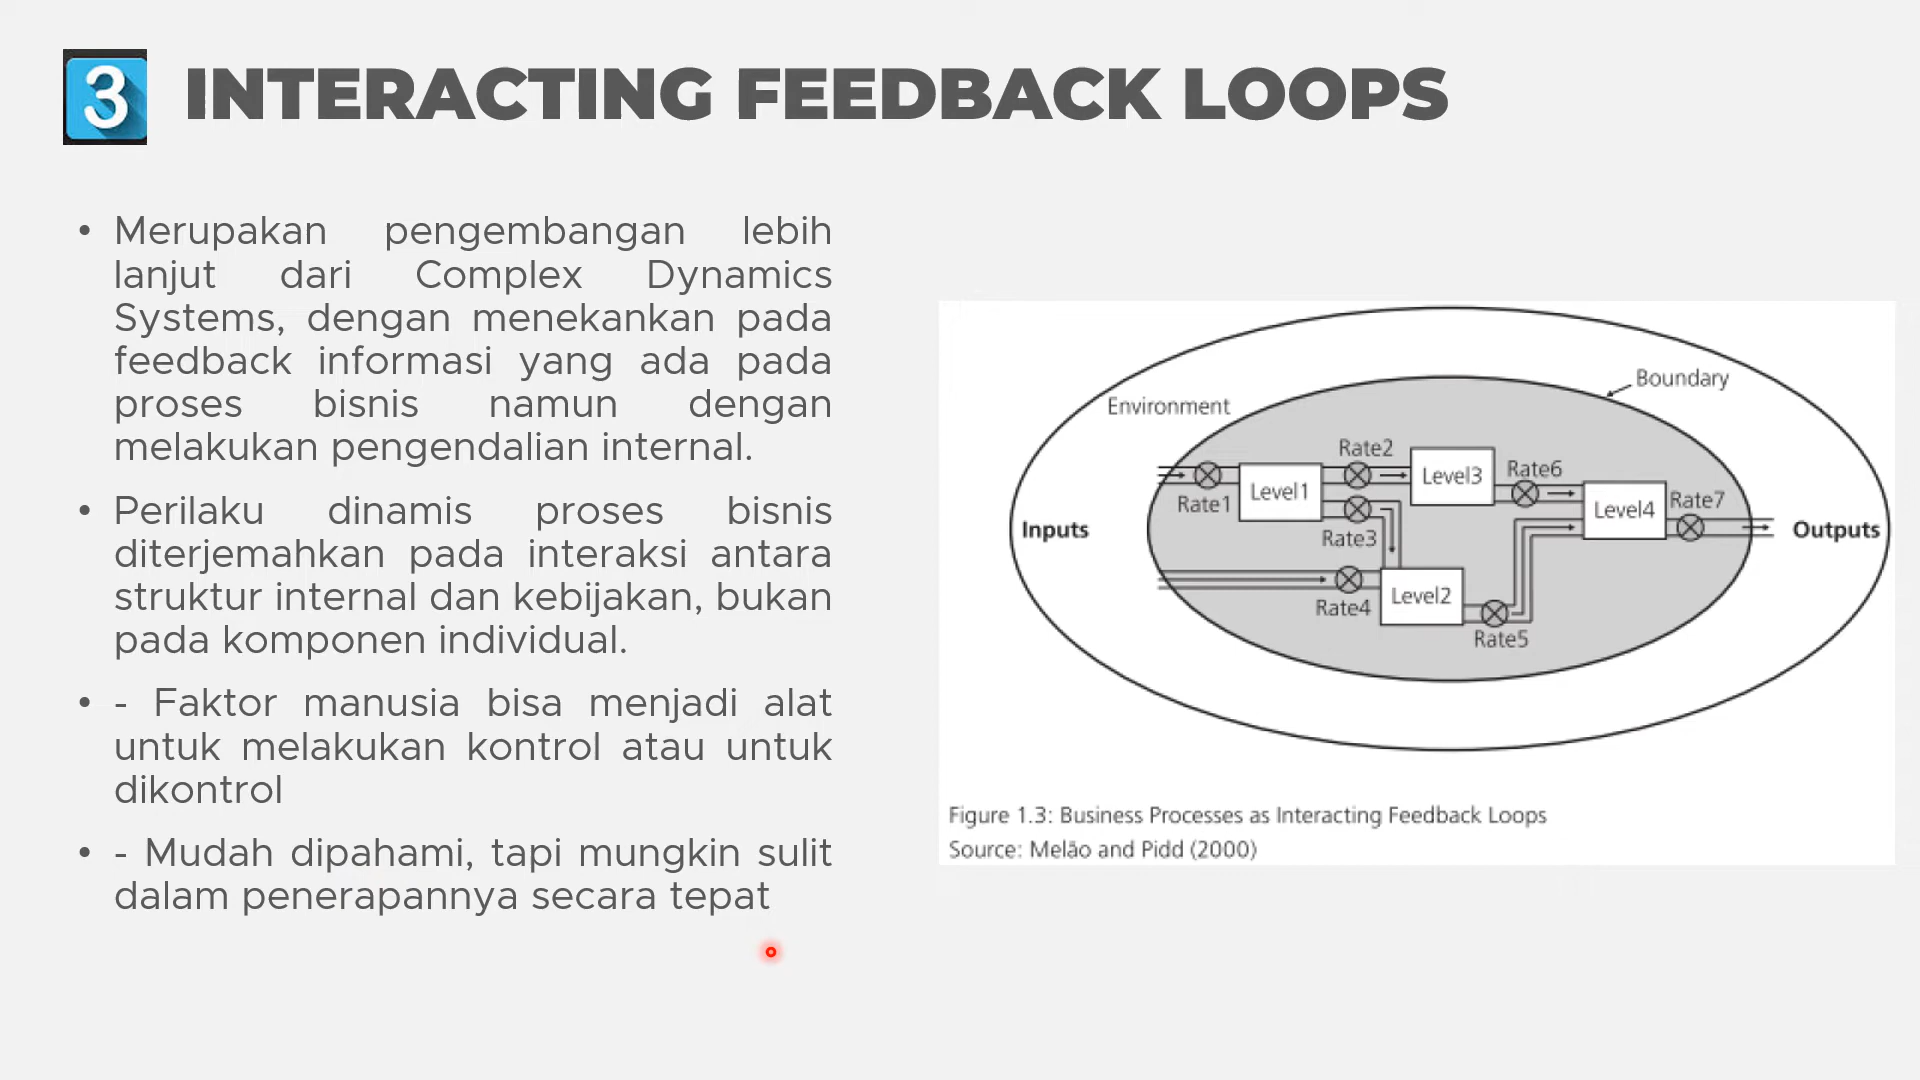 3 INTERACTING FEEDBACK LOOPS
• Merupakan pengembangan lebih
lanjut dari Complex Dynamics
Systems, dengan menekankan pada
feedback informasi yang ada pada
proses bisnis namun dengan
melakukan pengendalian internal.
• Perilaku dinamis proses bisnis
diterjemahkan pada interaksi antara
struktur internal dan kebijakan, bukan
pada komponen individual.
• - Faktor manusia bisa menjadi alat
untuk melakukan kontrol atau untuk
dikontrol
• - Mudah dipahami, tapi mungkin sulit
dalam penerapannya secara tepat
Boundary
Environment
Rate2
Level3
Rate6
Level1
Rate1
Level4
Rate7
Inputs
Rate3
Outputs
Level2
Rate4
Rate5
Figure 1.3: Business Processes as Interacting Feedback Loops
Source: Melão and Pidd (2000)